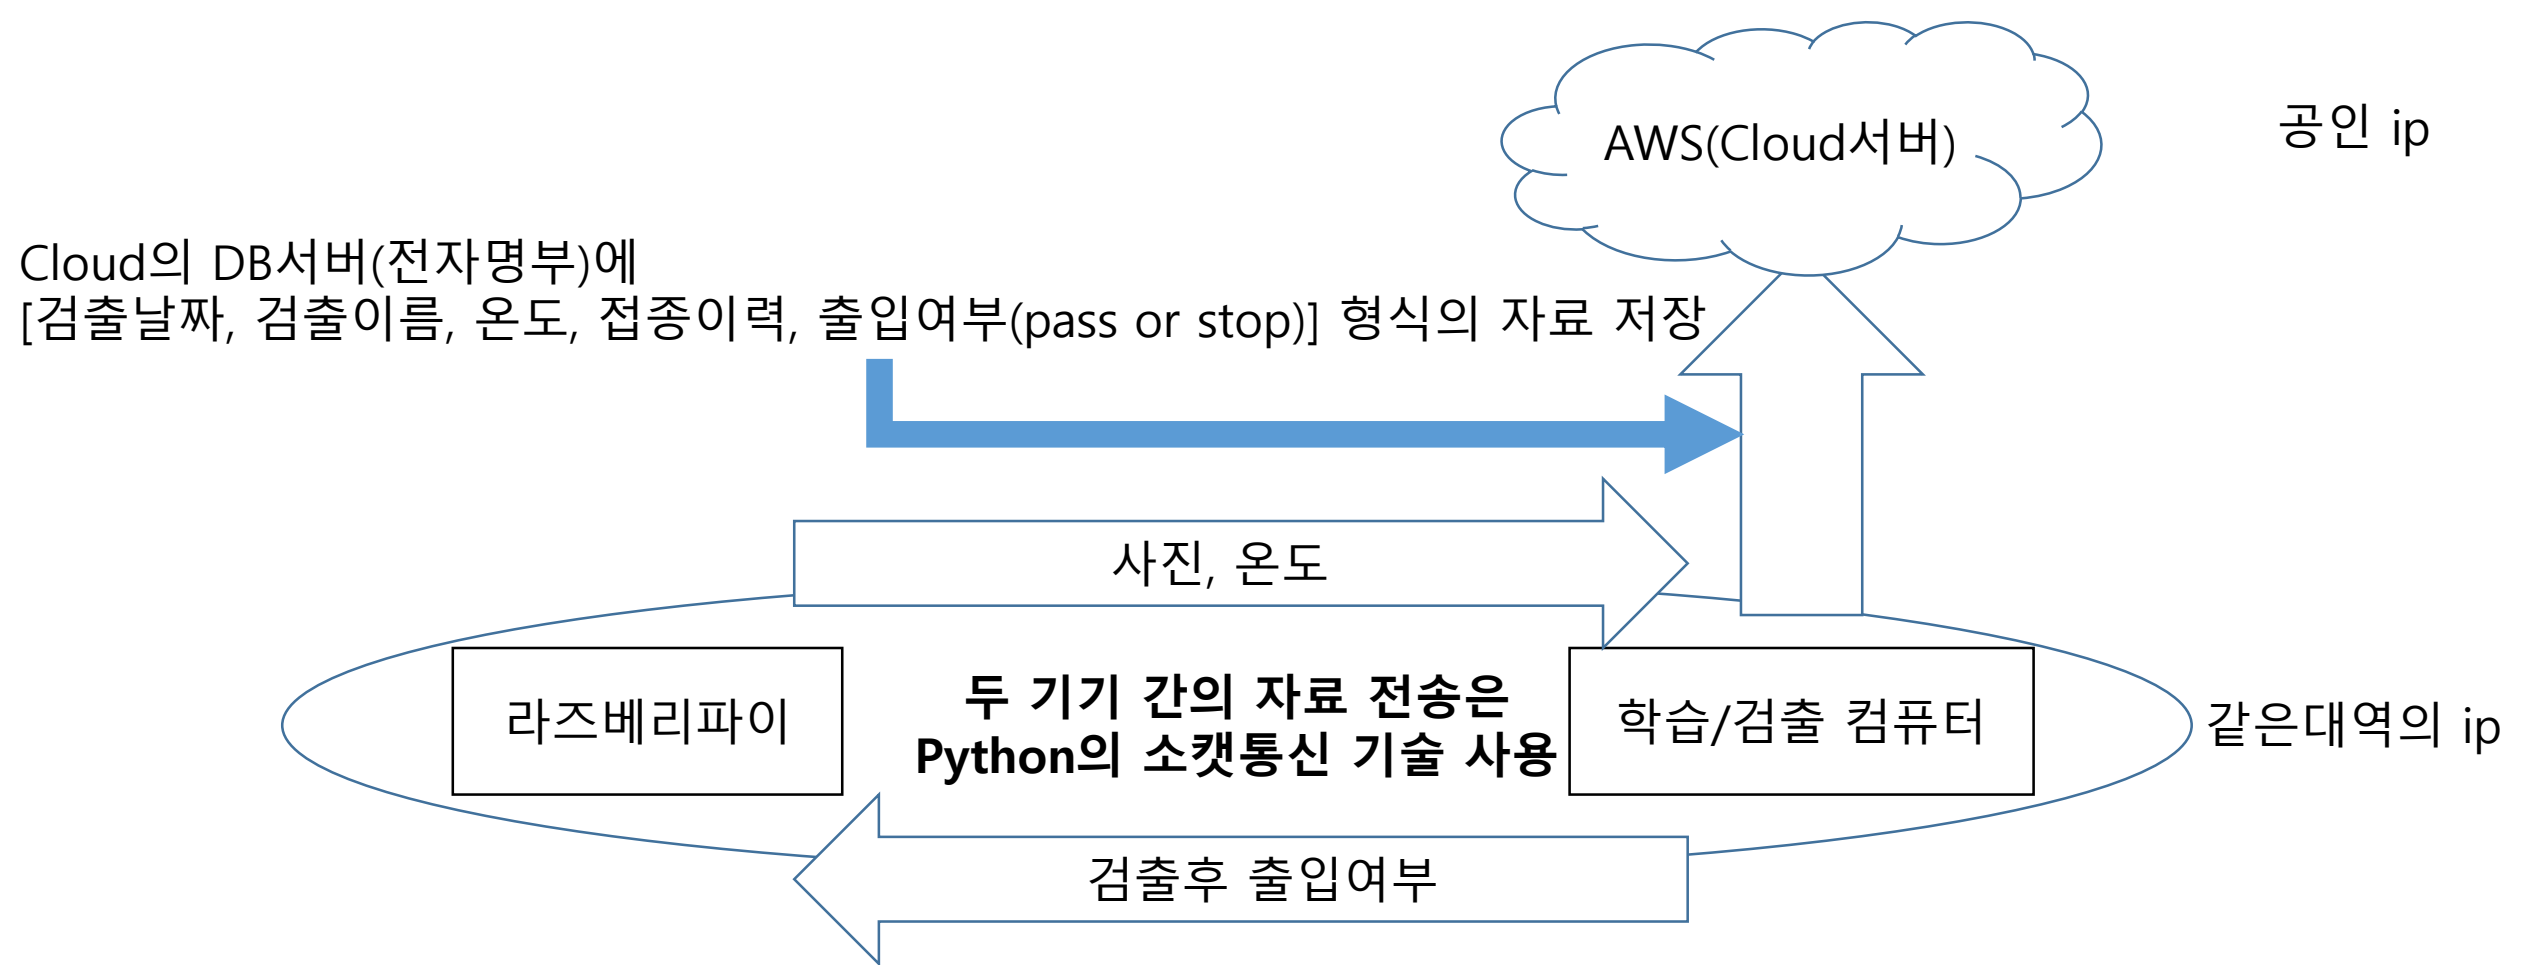 AWS(Cloud서버)
공인 ip
Cloud의 DB서버(전자명부)에
[검출날짜, 검출이름, 온도, 접종이력, 출입여부(pass or stop)] 형식의 자료 저장
사진, 온도
라즈베리파이
두 기기 간의 자료 전송은
Python의 소캣통신 기술 사용
학습/검출 컴퓨터
같은대역의 ip
검출후 출입여부